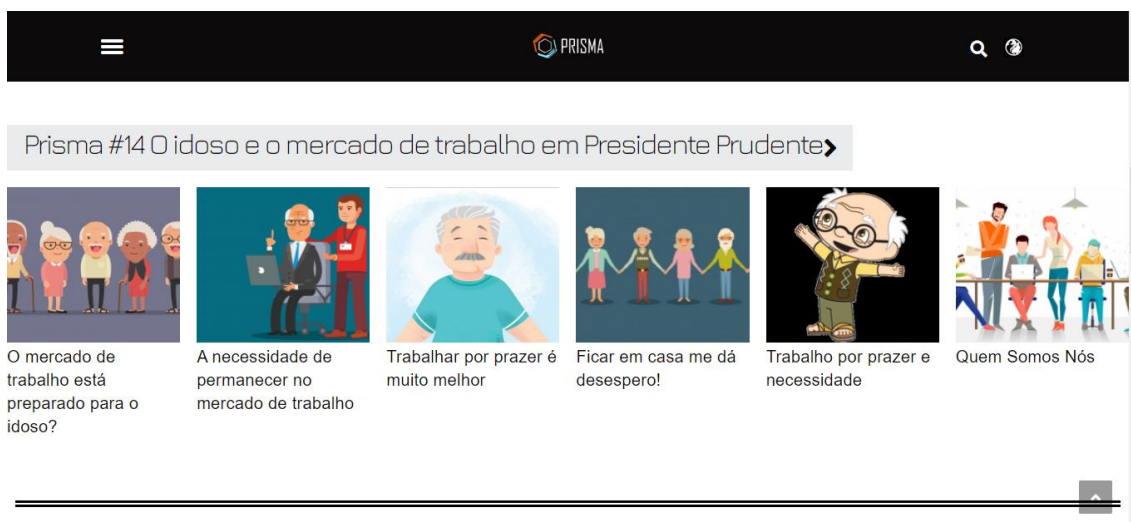 PRISMA
Prisma #14 O idoso e o mercado de trabalho em Presidente Prudente
O mercado de
trabalho está
preparado para o
idoso?
A necessidade de
permanecer no
mercado de trabalho
Trabalhar por prazer é
muito melhor
Ficar em casa me dá
desespero!
Trabalho por prazer e
necessidade
Quem Somos Nós